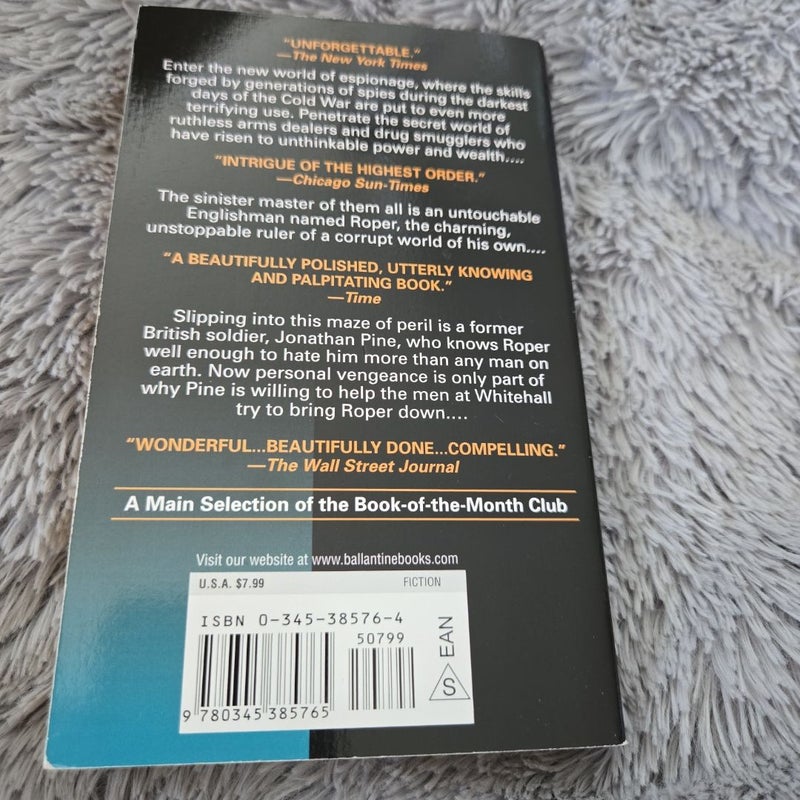 "UNFORGETTABLE."
—The New York Times
Enter the new world of espionage, where the skills
forged by generations of spies during the darkest
days of the Cold War are put to even more
terrifying use. Penetrate the secret world of
ruthless arms dealers and drug smugglers who
have risen to unthinkable power and wealth....
"INTRIGUE OF THE HIGHEST ORDER."
—Chicago Sun-Times
The sinister master of them all is an untouchable
Englishman named Roper, the charming,
unstoppable ruler of a corrupt world of his own....
"A BEAUTIFULLY POLISHED, UTTERLY KNOWING
AND PALPITATING BOOK."
—Time
Slipping into this maze of peril is a former
British soldier, Jonathan Pine, who knows Roper
well enough to hate him more than any man on
earth. Now personal vengeance is only part of
why Pine is willing to help the men at Whitehall
try to bring Roper down....
"WONDERFUL...BEAUTIFULLY DONE...COMPELLING."
—The Wall Street Journal
A Main Selection of the Book-of-the-Month Club
Visit our website at www.ballantinebooks.com
U.S.A. $7.99 FICTION
ISBN 0-345-38576-4
50799
9 780345 385765
S EAN